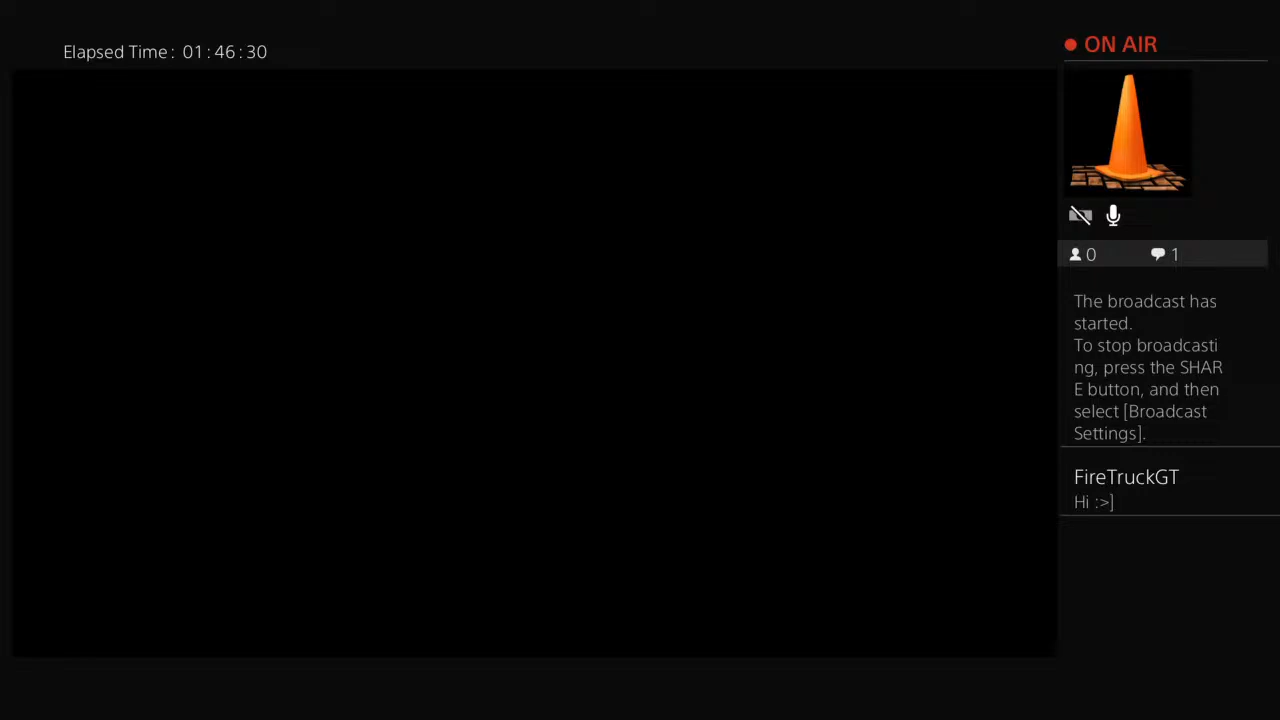 Elapsed Time: 01:46:30
ON AIR
0 1
The broadcast has
started.
To stop broadcasti
ng, press the SHAR
E button, and then
select [Broadcast
Settings].
FireTruckGT
Hi :>]